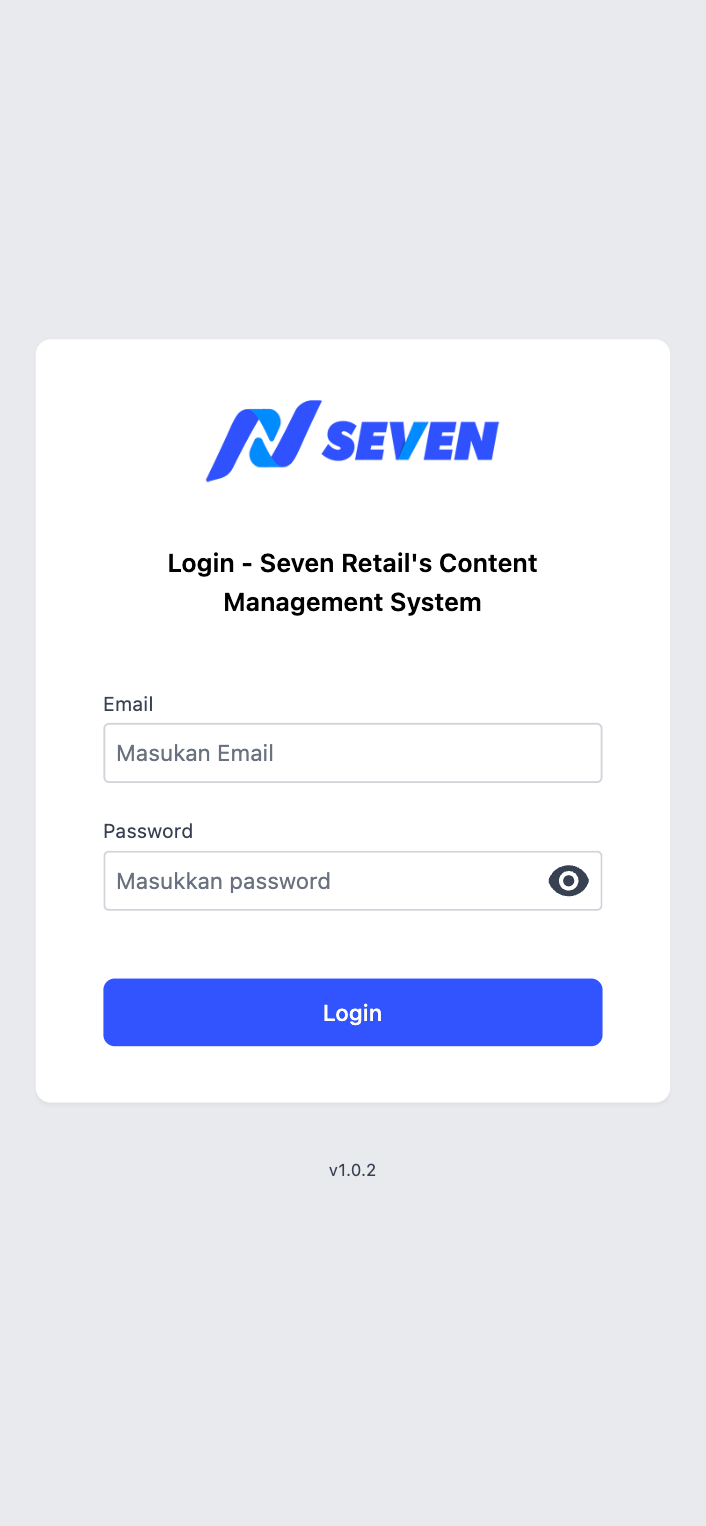 SEVEN
Login - Seven Retail's Content
Management System
Email
Masukan Email
Password
Masukkan password
Login
v1.0.2